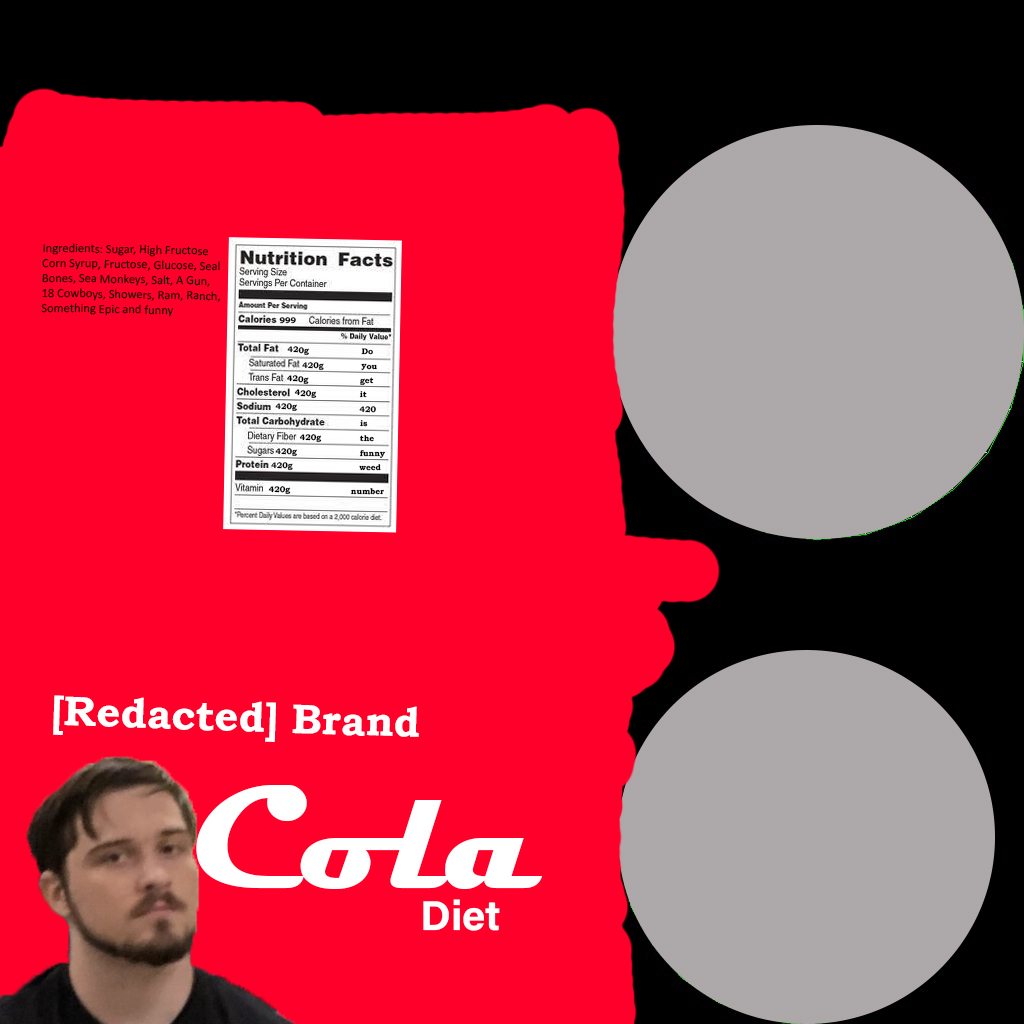 Ingredients: Sugar, High Fructose
Corn Syrup, Fructose, Glucose, Seal
Bones, Sea Monkeys, Salt, A Gun,
18 Cowboys, Showers, Ram, Ranch,
Something Epic and funny
Nutrition Facts
Serving Size
Servings Per Container
Amount Per Serving
Calories 999 Calories from Fat
% Daily Value*
Total Fat 420g Do
Saturated Fat 420g you
Trans Fat 420g get
Cholesterol 420g it
Sodium 420g 420
Total Carbohydrate is
Dietary Fiber 420g the
Sugars 420g funny
Protein 420g weed
Vitamin 420g number
*Percent Daily Values are based on a 2,000 calorie diet.
[Redacted] Brand
Cola
Diet